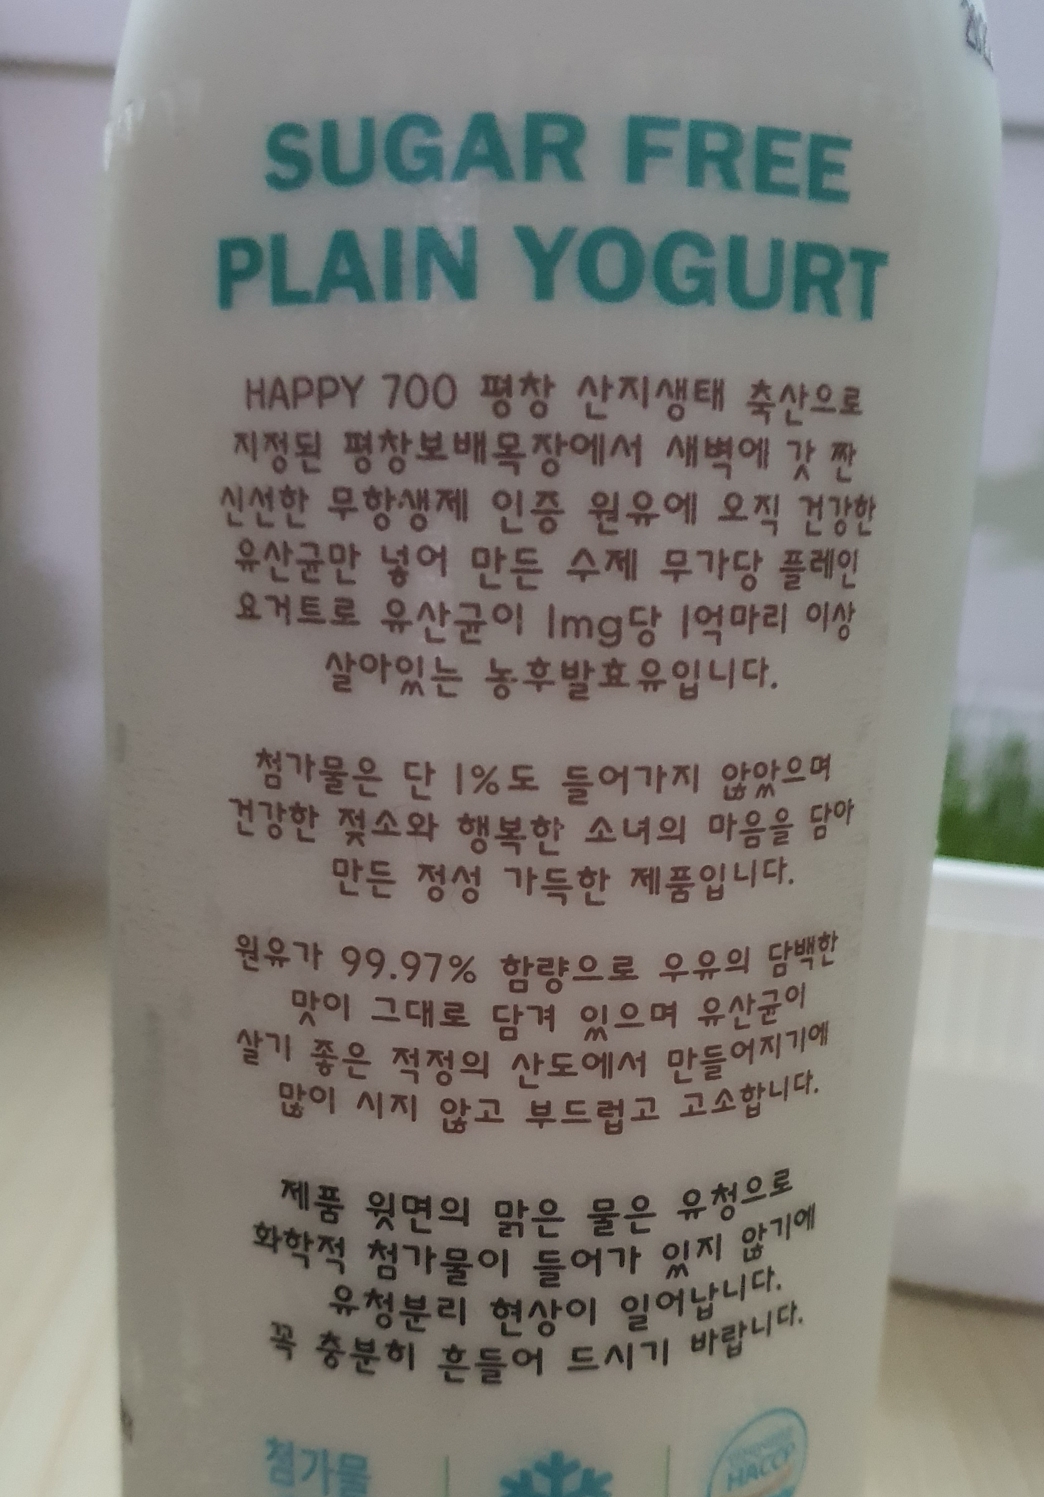 SUGAR FREE
PLAIN YOGURT
HAPPY 700 평창 산지생태 축산으로
지정된 평창보배목장에서 새벽에 갓 짠
신선한 무항생제 인증 원유에 오직 건강한
유산균만 넣어 만든 수제 무가당 플레인
요거트로 유산균이 1mg당 1억마리 이상
살아있는 농후발효유입니다.
첨가물은 단 1%도 들어가지 않았으며
건강한 젖소와 행복한 소녀의 마음을 담아
만든 정성 가득한 제품입니다.
원유가 99.97% 함량으로 우유의 담백한
맛이 그대로 담겨 있으며 유산균이
살기 좋은 적정의 산도에서 만들어지기에
많이 시지 않고 부드럽고 고소합니다.
제품 윗면의 맑은 물은 유청으로
화학적 첨가물이 들어가 있지 않기에
유청분리 현상이 일어납니다.
꼭 충분히 흔들어 드시기 바랍니다.
첨가물
HACCP